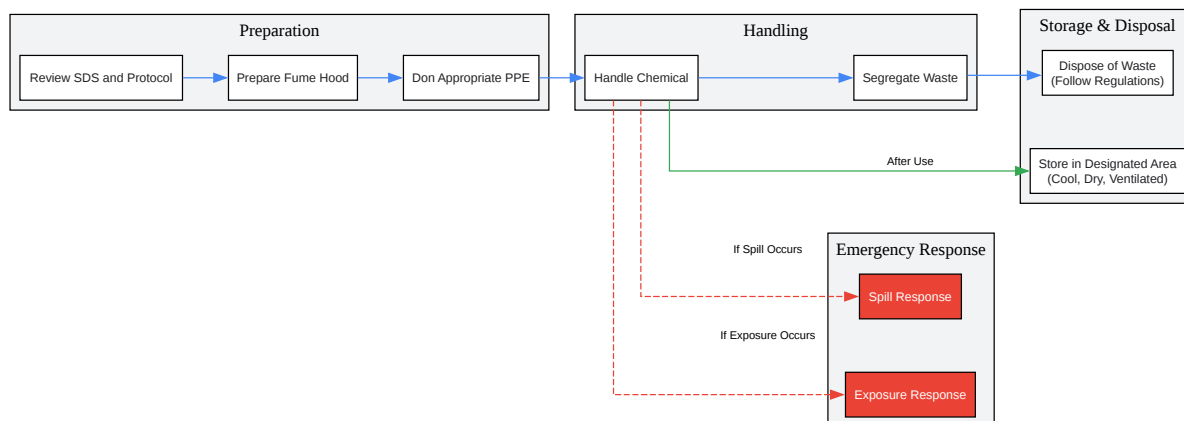 Preparation
Review SDS and Protocol
Prepare Fume Hood
Don Appropriate PPE
Handling
Handle Chemical
Segregate Waste
Storage & Disposal
Dispose of Waste
(Follow Regulations)
After Use
Store in Designated Area
(Cool, Dry, Ventilated)
If Spill Occurs
Emergency Response
Spill Response
If Exposure Occurs
Exposure Response